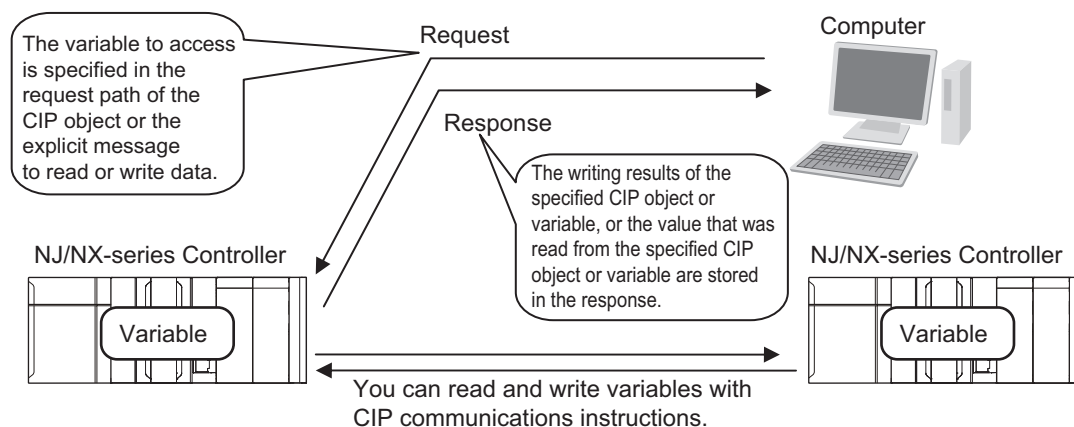 The variable to access
is specified in the
request path of the
CIP object or the
explicit message
to read or write data.
Request
Computer
Response
The writing results of the
specified CIP object or
variable, or the value that was
read from the specified CIP
object or variable are stored
in the response.
NJ/NX-series Controller
NJ/NX-series Controller
Variable
Variable
You can read and write variables with
CIP communications instructions.